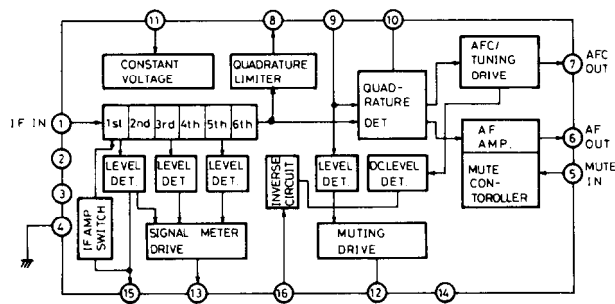 11
8
9
10
CONSTANT
VOLTAGE
QUADRATURE
LIMITER
AFC/
TUNING
DRIVE
7
AFC
OUT
IF IN
1
1st
2nd
3rd
4th
5th
6th
QUAD-
RATURE
DET.
AF
AMP.
6
AF
OUT
2
LEVEL
DET.
LEVEL
DET.
LEVEL
DET.
INVERSE
CIRCUIT
LEVEL
DET.
DCLEVEL
DET.
MUTE
CON-
TOROLLER
5
MUTE
IN
3
4
IF AMP
SWITCH
SIGNAL METER
DRIVE
MUTING
DRIVE
15
13
16
12
14